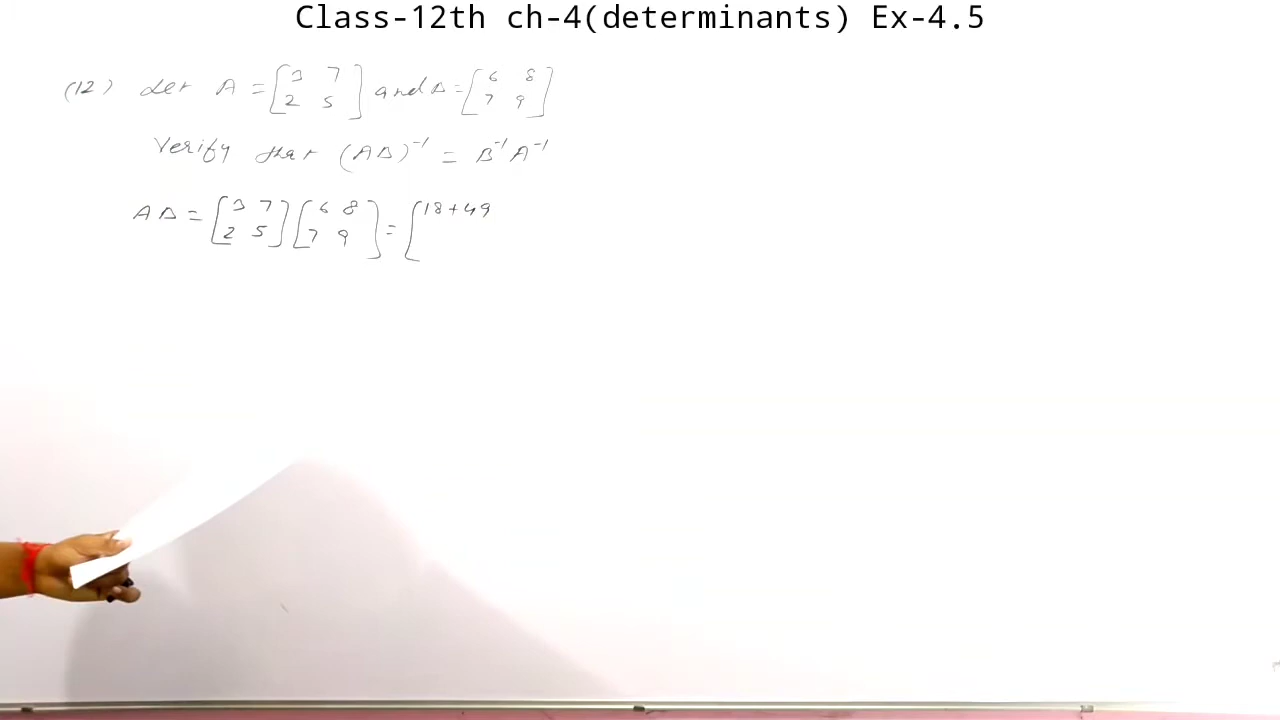 Class-12th ch-4(determinants) Ex-4.5
(12) Let A = [3 7 2 5] and B = [6 8 7 9]
Verify that (AB)⁻¹ = B⁻¹A⁻¹
AB = [3 7 2 5] [6 8 7 9] = [18+49